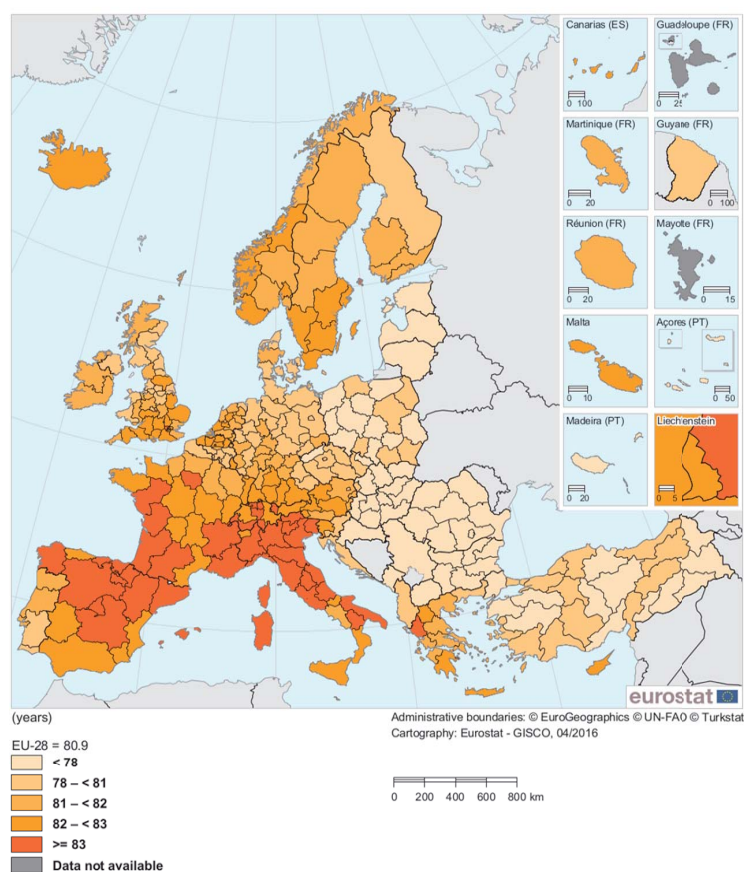 Canarias (ES)
0 100
Guadeloupe (FR)
0 25
Martinique (FR)
0 20
Guyane (FR)
0 100
Réunion (FR)
0 20
Mayotte (FR)
0 15
Malta
0 10
Açores (PT)
0 50
Madeira (PT)
0 20
Liechtenstein
0 5
eurostat
(years)
Administrative boundaries: © EuroGeographics © UN-FAO © Turkstat
Cartography: Eurostat - GISCO, 04/2016
EU-28 = 80.9
< 78
78 – < 81
81 – < 82
82 – < 83
>= 83
Data not available
0 200 400 600 800 km